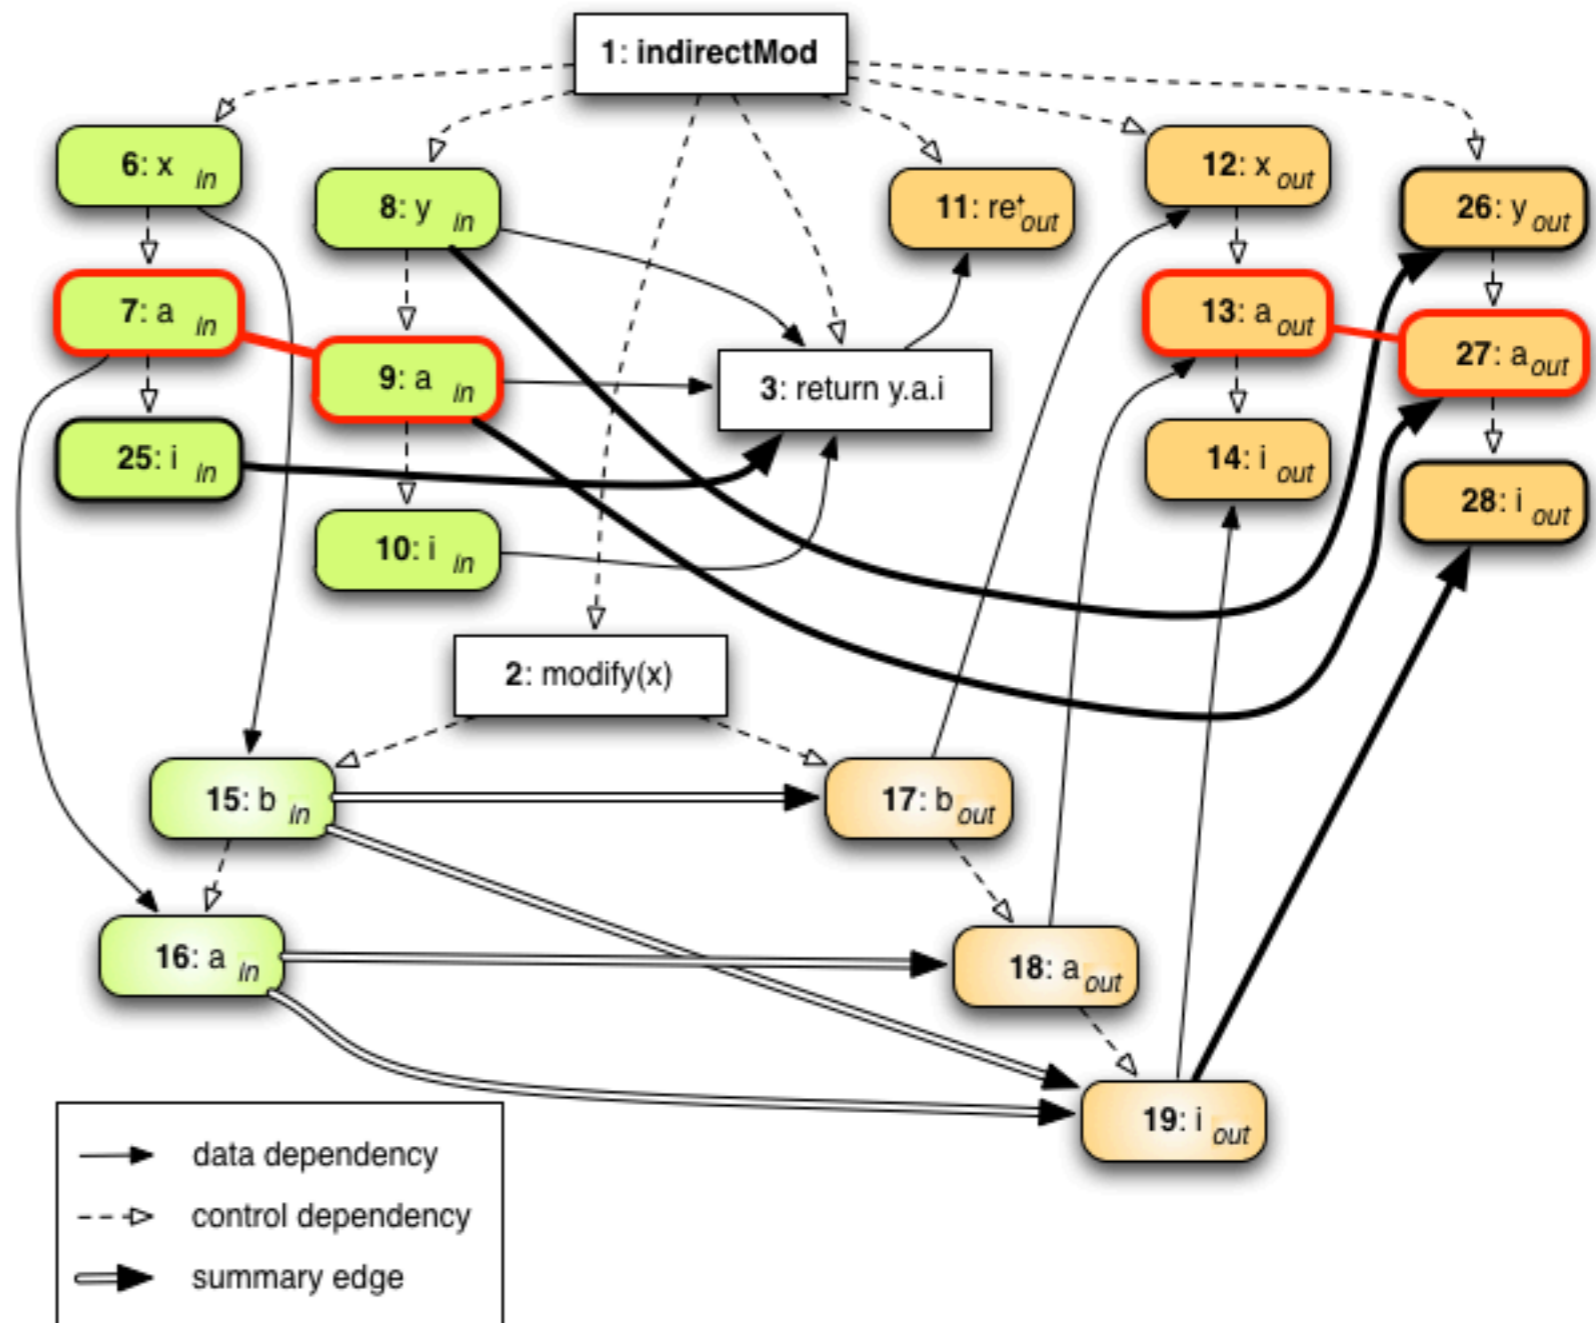 1: indirectMod
6: x in
8: y in
11: ret out
12: x out
26: y out
7: a in
9: a in
3: return y.a.i
13: a out
27: a out
25: i in
10: i in
14: i out
28: i out
2: modify(x)
15: b in
17: b out
16: a in
18: a out
19: i out
data dependency
control dependency
summary edge